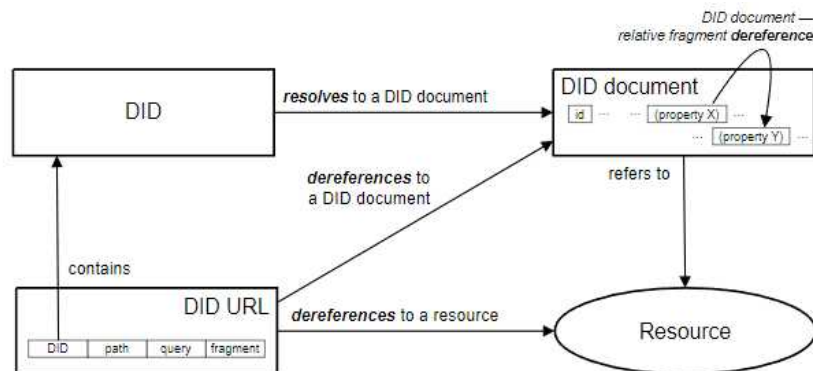 DID document —
relative fragment dereference
DID
resolves to a DID document
DID document
id ... ... (property X) ...
... (property Y) ...
dereferences to
a DID document
refers to
contains
DID URL
DID path query fragment
dereferences to a resource
Resource